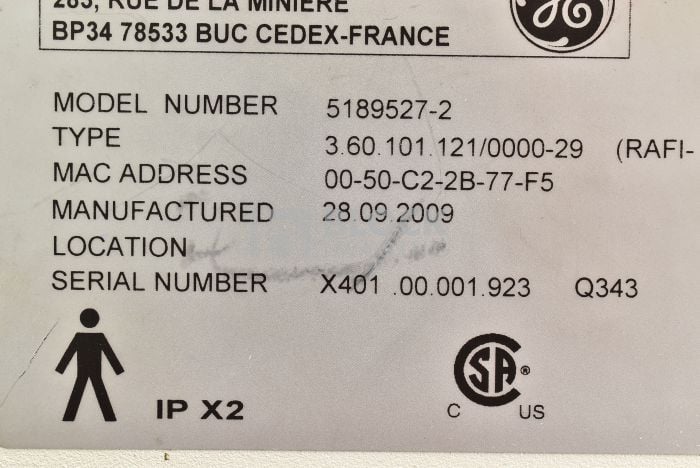 283, RUE DE LA MINIÈRE
BP34 78533 BUC CEDEX-FRANCE
MODEL NUMBER 5189527-2
TYPE 3.60.101.121/0000-29 (RAFI-
MAC ADDRESS 00-50-C2-2B-77-F5
MANUFACTURED 28.09.2009
LOCATION
SERIAL NUMBER X401 .00.001.923 Q343
IP X2
CSA®
C US